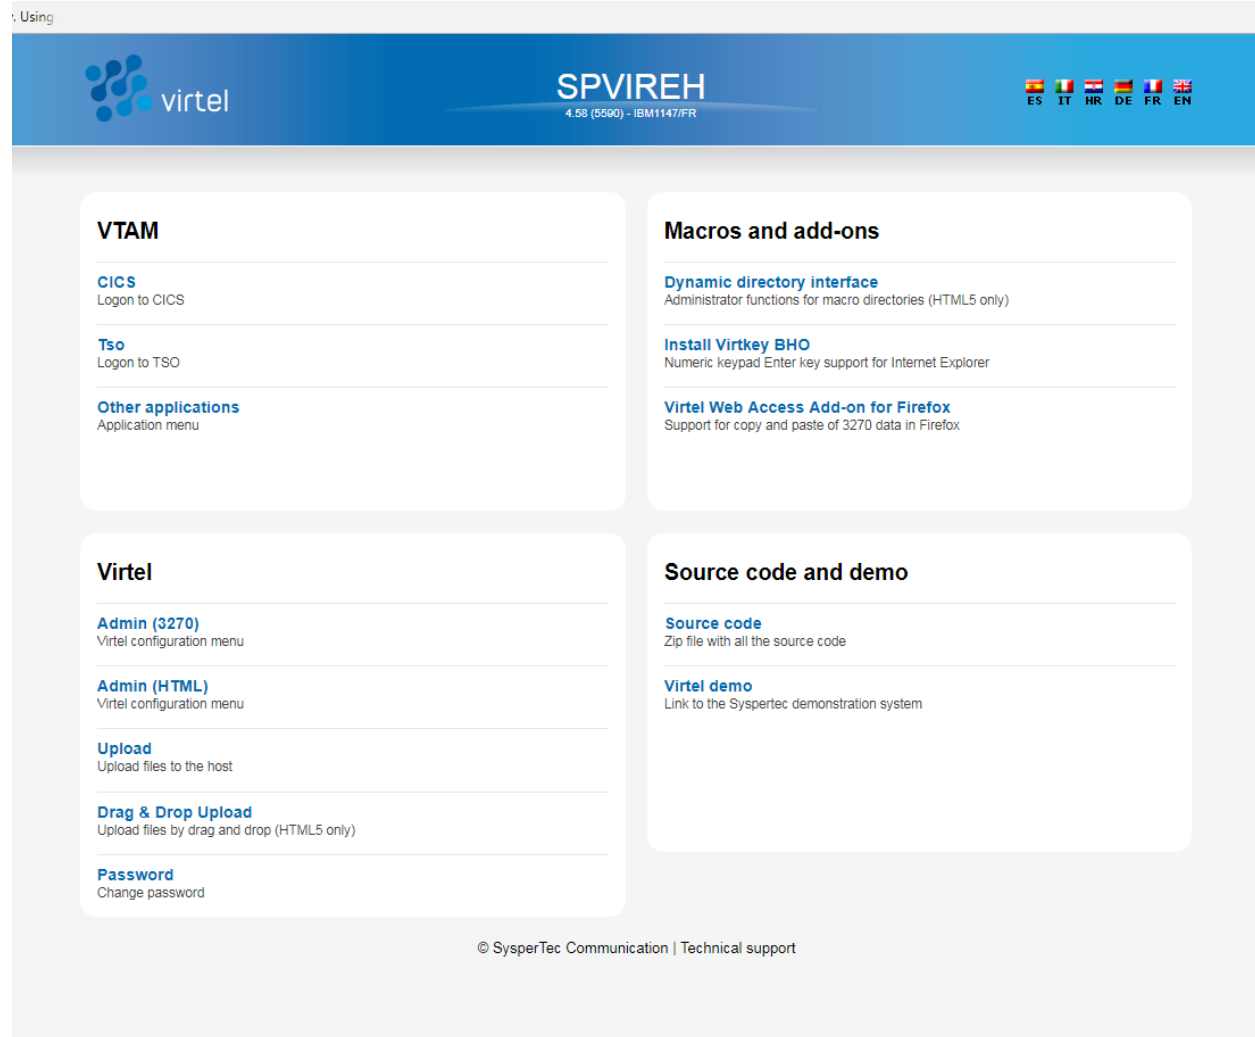 . Using
virtel
SPVIREH
4.58 (5590) - IBM1147/FR
ES IT HR DE FR EN
VTAM
CICS
Logon to CICS
Tso
Logon to TSO
Other applications
Application menu
Macros and add-ons
Dynamic directory interface
Administrator functions for macro directories (HTML5 only)
Install Virtkey BHO
Numeric keypad Enter key support for Internet Explorer
Virtel Web Access Add-on for Firefox
Support for copy and paste of 3270 data in Firefox
Virtel
Admin (3270)
Virtel configuration menu
Admin (HTML)
Virtel configuration menu
Upload
Upload files to the host
Drag & Drop Upload
Upload files by drag and drop (HTML5 only)
Password
Change password
Source code and demo
Source code
Zip file with all the source code
Virtel demo
Link to the Syspertec demonstration system
© SysperTec Communication | Technical support